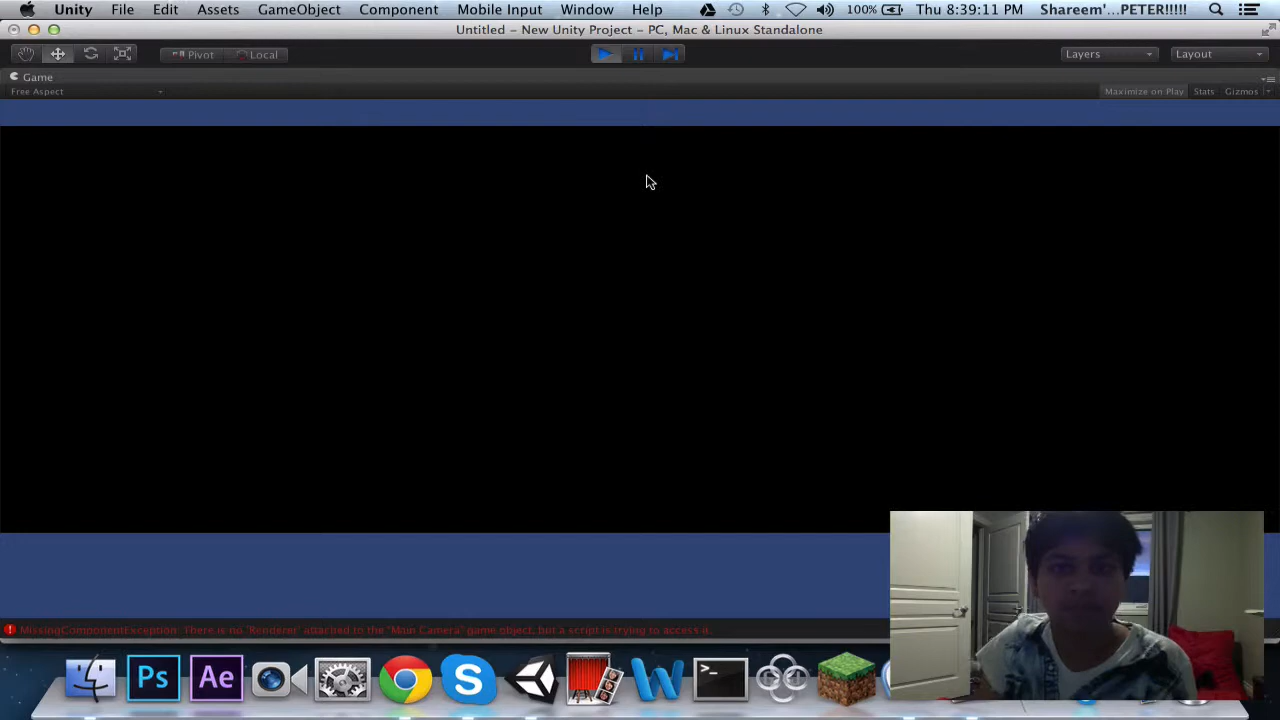 Unity File Edit Assets GameObject Component Mobile Input Window Help 100% Thu 8:39:11 PM Shareem'...PETER!!!!!
Untitled – New Unity Project – PC, Mac & Linux Standalone
Pivot Local Layers Layout
Game
Free Aspect Maximize on Play Stats Gizmos
MissingComponentException: There is no 'Renderer' attached to the "Main Camera" game object, but a script is trying to access it.
Ps Ae S W >_